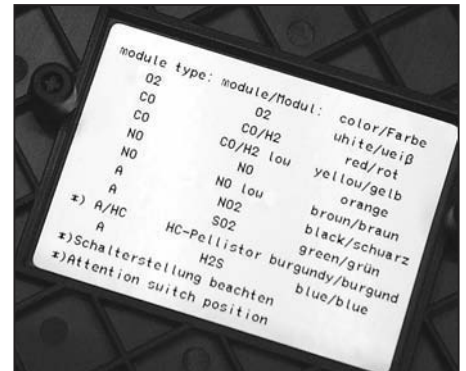 module type: module/Modul: color/Farbe
O2 O2 white/weiß
CO CO/H2 red/rot
CO CO/H2 low yellow/gelb
NO NO orange
NO NO low broun/braun
A NO2 black/schwarz
A SO2 green/grün
*) A/HC HC-Pellistor burgundy/burgund
A H2S blue/blue
*)Schalterstellung beachten
*)Attention switch position